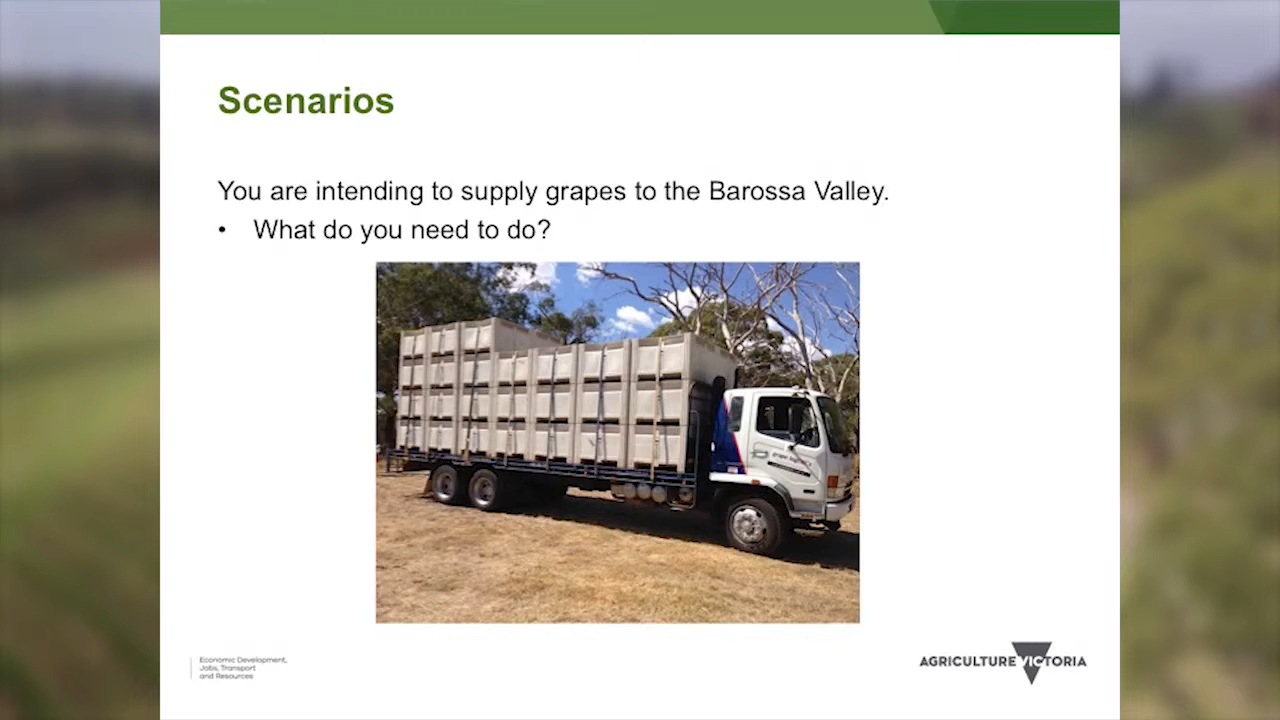 Scenarios
You are intending to supply grapes to the Barossa Valley.
• What do you need to do?
Economic Development,
Jobs, Transport
and Resources
AGRICULTURE VICTORIA